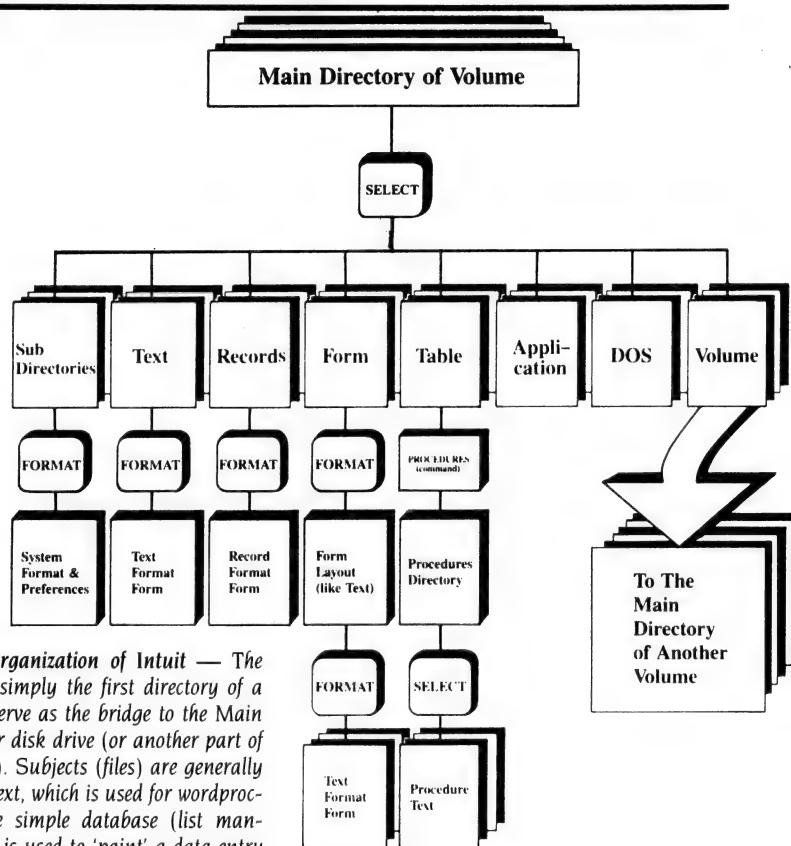 Main Directory of Volume
SELECT
Sub
Directories
Text
Records
Form
Table
Appli-
cation
DOS
Volume
FORMAT
FORMAT
FORMAT
FORMAT
PROCEDURES
(command)
System
Format &
Preferences
Text
Format
Form
Record
Format
Form
Form
Layout
(like Text)
Procedures
Directory
To The
Main
Directory
of Another
Volume
FORMAT
SELECT
Text
Format
Form
Procedure
Text
rganization of Intuit — The
simply the first directory of a
erve as the bridge to the Main
r disk drive (or another part of
). Subjects (files) are generally
ext, which is used for wordproc-
e simple database (list man-
is used to 'paint' a data entry